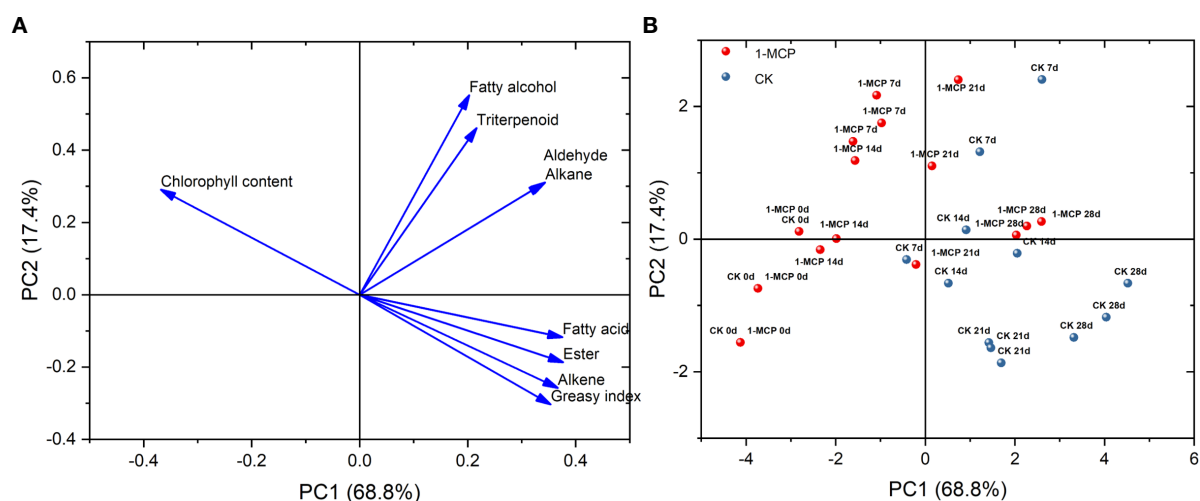 A
0.6
0.4
0.2
0.0
-0.2
-0.4
PC2 (17.4%)
Fatty alcohol
Triterpenoid
Aldehyde
Alkane
Chlorophyll content
Fatty acid
Ester
Alkene
Greasy index
-0.4
-0.2
0.0
0.2
0.4
PC1 (68.8%)
B
1-MCP
CK
2
0
-2
PC2 (17.4%)
CK 7d
1-MCP 7d
1-MCP 21d
1-MCP 7d
1-MCP 7d
CK 7d
1-MCP 14d
1-MCP 21d
1-MCP 0d
CK 0d
1-MCP 14d
CK 14d
1-MCP 28d
1-MCP 28d
1-MCP 28d
CK 14d
1-MCP 14d
CK 7d
1-MCP 21d
CK 0d
1-MCP 0d
CK 14d
CK 28d
CK 28d
CK 28d
CK 0d
1-MCP 0d
CK 21d
CK 21d
CK 21d
-4
-2
0
2
4
6
PC1 (68.8%)